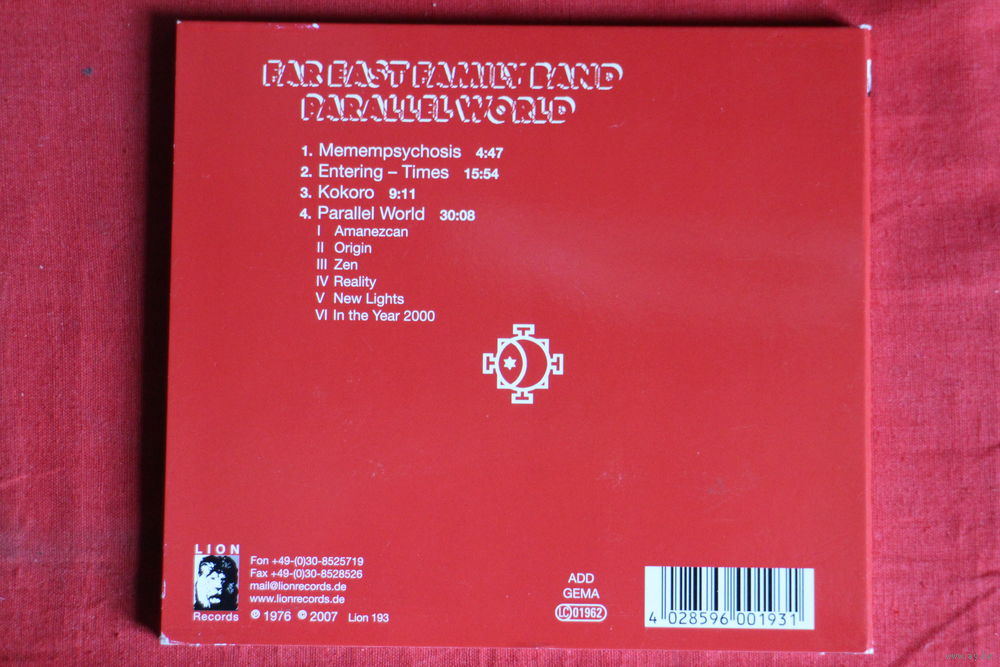 FAR EAST FAMILY BAND
PARALLEL WORLD
1. Memempsychosis 4:47
2. Entering – Times 15:54
3. Kokoro 9:11
4. Parallel World 30:08
I Amanezcan
II Origin
III Zen
IV Reality
V New Lights
VI In the Year 2000
LION
Records
Fon +49-(0)30-8525719
Fax +49-(0)30-8528526
mail@lionrecords.de
www.lionrecords.de
℗ 1976 © 2007 Lion 193
ADD
GEMA
LC 01962
4 028596 001931